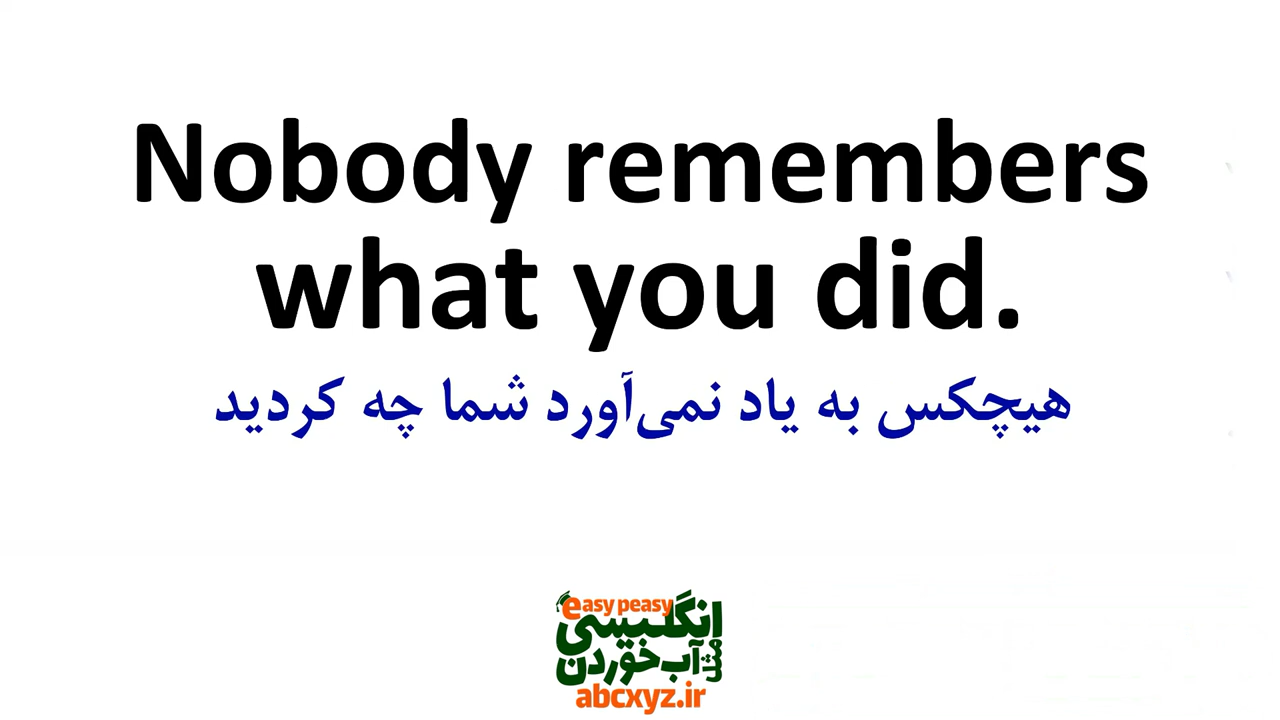 Nobody remembers
what you did.
هیچکس به یاد نمی‌آورد شما چه کردید
easy peasy
انگلیسی
مثل آب خوردن
abcxyz.ir